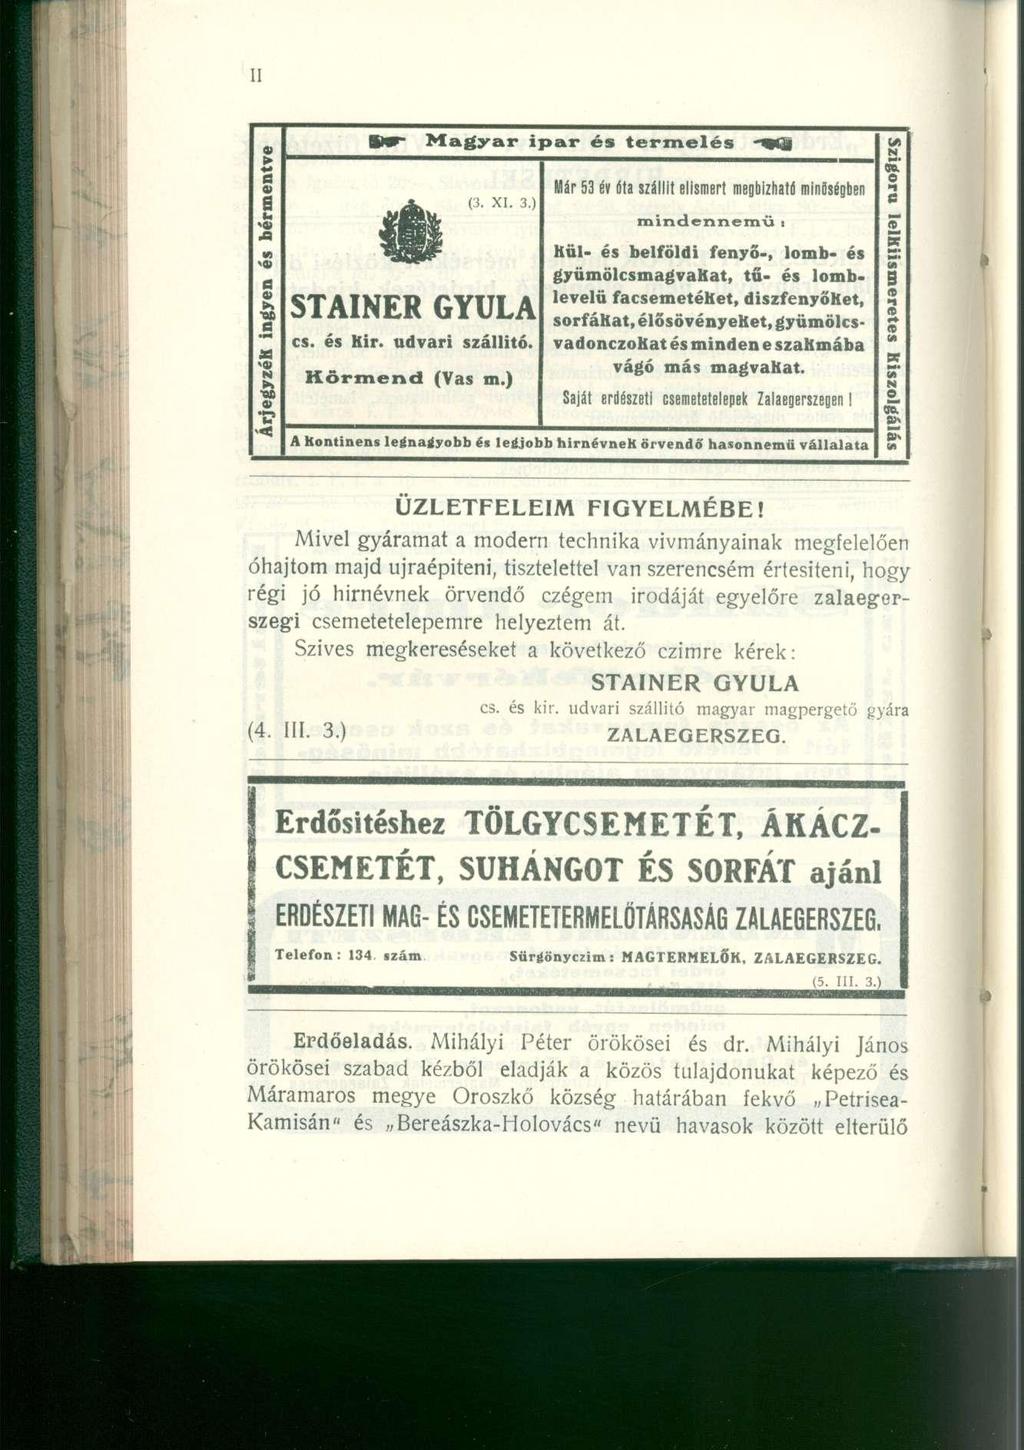 II
Magyar ipar és termelés
Árjegyzék ingyen és bérmentve
(3. XI. 3.)
STAINER GYULA
cs. és kir. udvari szállitó.
Körmend (Vas m.)
Már 53 év óta szállit elismert megbizható minőségben
mindennemü:
Kül- és belföldi fenyő-, lomb- és
gyümölcsmagvakat, tű- és lomb-
levelü facsemetéket, diszfenyőket,
sorfákat, élősövényeket, gyümölcs-
vadonczokat és minden e szakmába
vágó más magvakat.
Saját erdészeti csemetetelepek Zalaegerszegen!
Szigoru lelkiismeretes kiszolgálás
A kontinens legnagyobb és legjobb hirnévnek örvendő hasonnemü vállalata
ÜZLETFELEIM FIGYELMÉBE!
Mivel gyáramat a modern technika vivmányainak megfelelően
óhajtom majd ujraépiteni, tisztelettel van szerencsém értesiteni, hogy
régi jó hirnévnek örvendő czégem irodáját egyelőre zalaeger-
szegi csemetetelepemre helyeztem át.
Szives megkereséseket a következő czimre kérek:
STAINER GYULA
cs. és kir. udvari szállitó magyar magpergető gyára
(4. III. 3.) ZALAEGERSZEG.
Erdősitéshez TÖLGYCSEMETÉT, ÁKÁCZ-
CSEMETÉT, SUHÁNGOT ÉS SORFÁT ajánl
ERDÉSZETI MAG- ÉS CSEMETETERMELŐTÁRSASÁG ZALAEGERSZEG.
Telefon: 134. szám. Sürgönyczim: MAGTERMELŐK, ZALAEGERSZEG.
(5. III. 3.)
Erdőeladás. Mihályi Péter örökösei és dr. Mihályi János
örökösei szabad kézből eladják a közös tulajdonukat képező és
Máramaros megye Oroszkő község határában fekvő „Petrisea-
Kamisán" és „Bereászka-Holovács" nevü havasok között elterülő